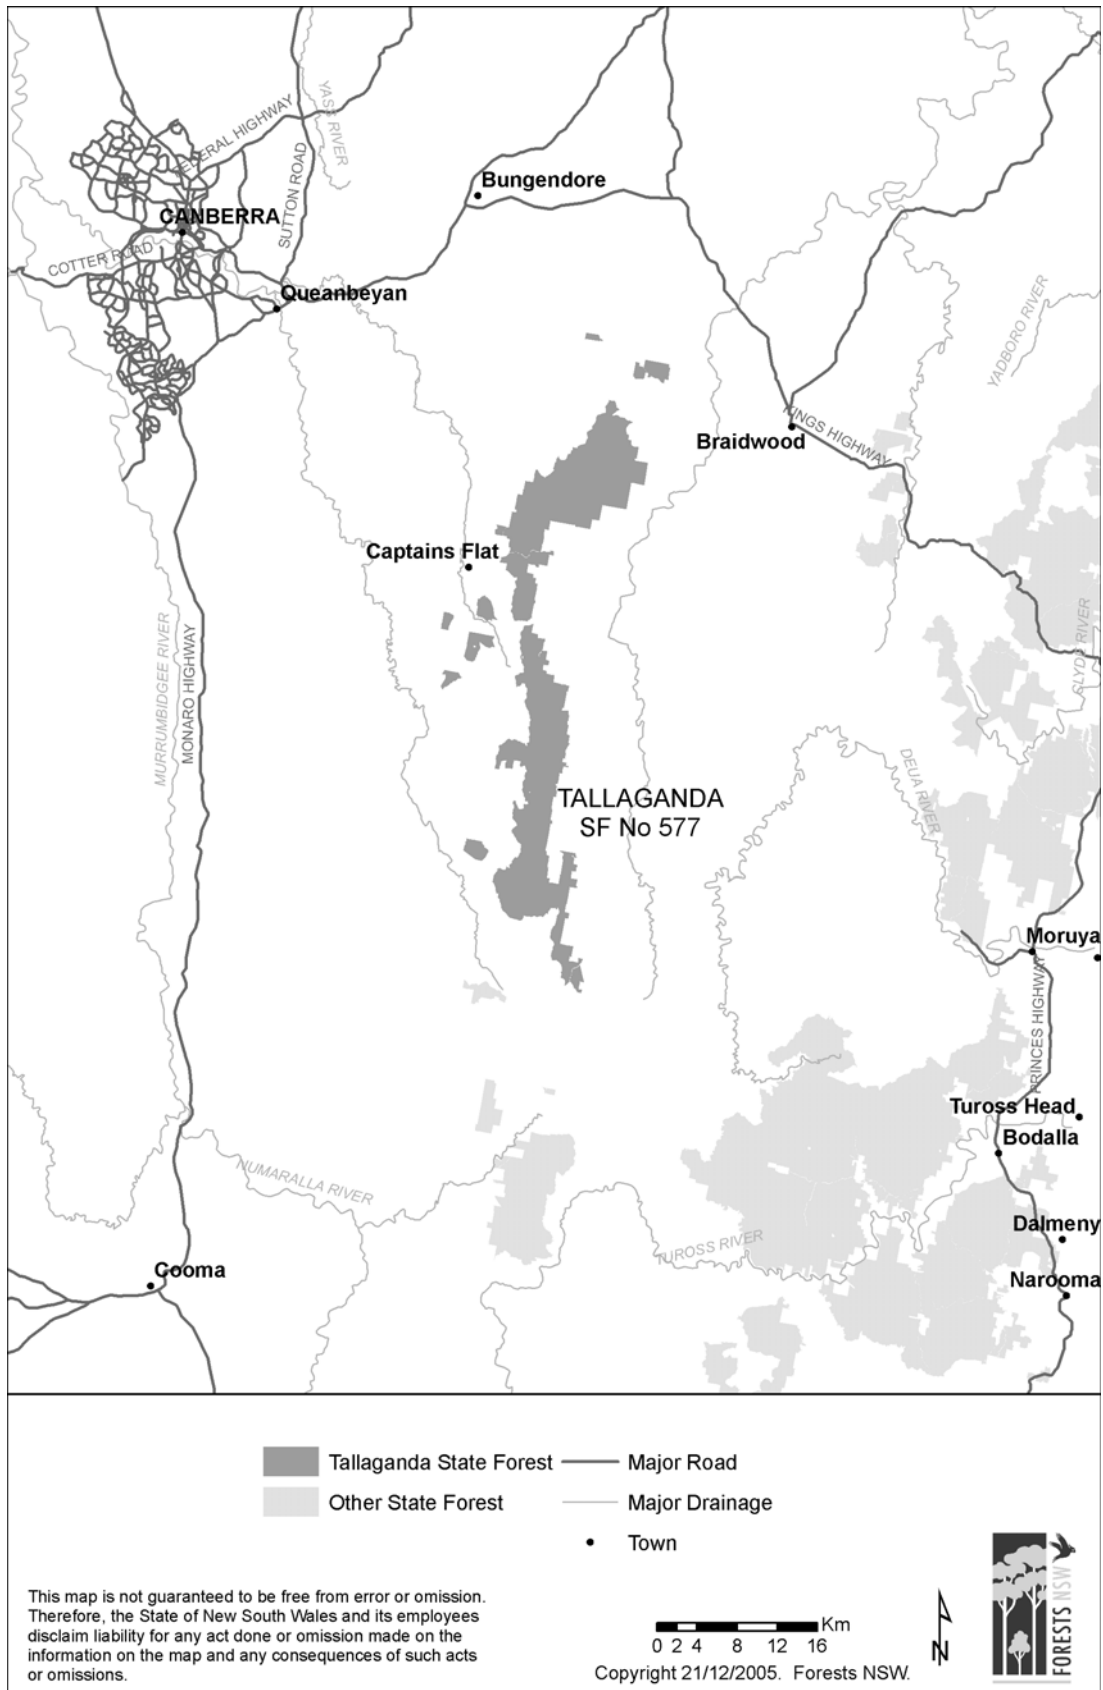 YASS RIVER
FEDERAL HIGHWAY
SUTTON ROAD
Bungendore
CANBERRA
COTTER ROAD
Queanbeyan
YADBORO RIVER
KINGS HIGHWAY
Braidwood
Captains Flat
CLYDE RIVER
MURRUMBIDGEE RIVER
MONARO HIGHWAY
DEUA RIVER
TALLAGANDA
SF No 577
Moruya
PRINCES HIGHWAY
Tuross Head
Bodalla
NUMARALLA RIVER
Dalmeny
TUROSS RIVER
Cooma
Narooma
Tallaganda State Forest
Major Road
Other State Forest
Major Drainage
Town
This map is not guaranteed to be free from error or omission.
Therefore, the State of New South Wales and its employees
disclaim liability for any act done or omission made on the
information on the map and any consequences of such acts
or omissions.
Km
0 2 4 8 12 16
Copyright 21/12/2005. Forests NSW.
N
FORESTS NSW